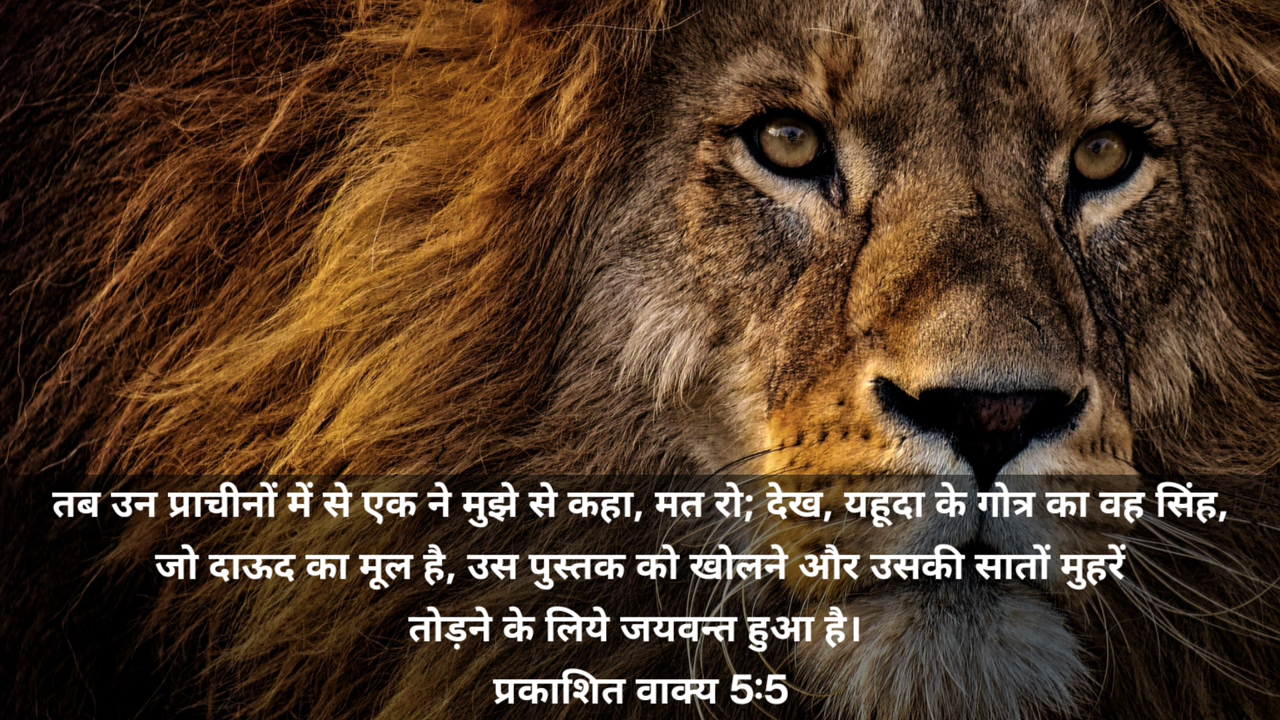 तब उन प्राचीनों में से एक ने मुझे से कहा, मत रो; देख, यहूदा के गोत्र का वह सिंह,
जो दाऊद का मूल है, उस पुस्तक को खोलने और उसकी सातों मुहरें
तोड़ने के लिये जयवन्त हुआ है।
प्रकाशित वाक्य 5:5